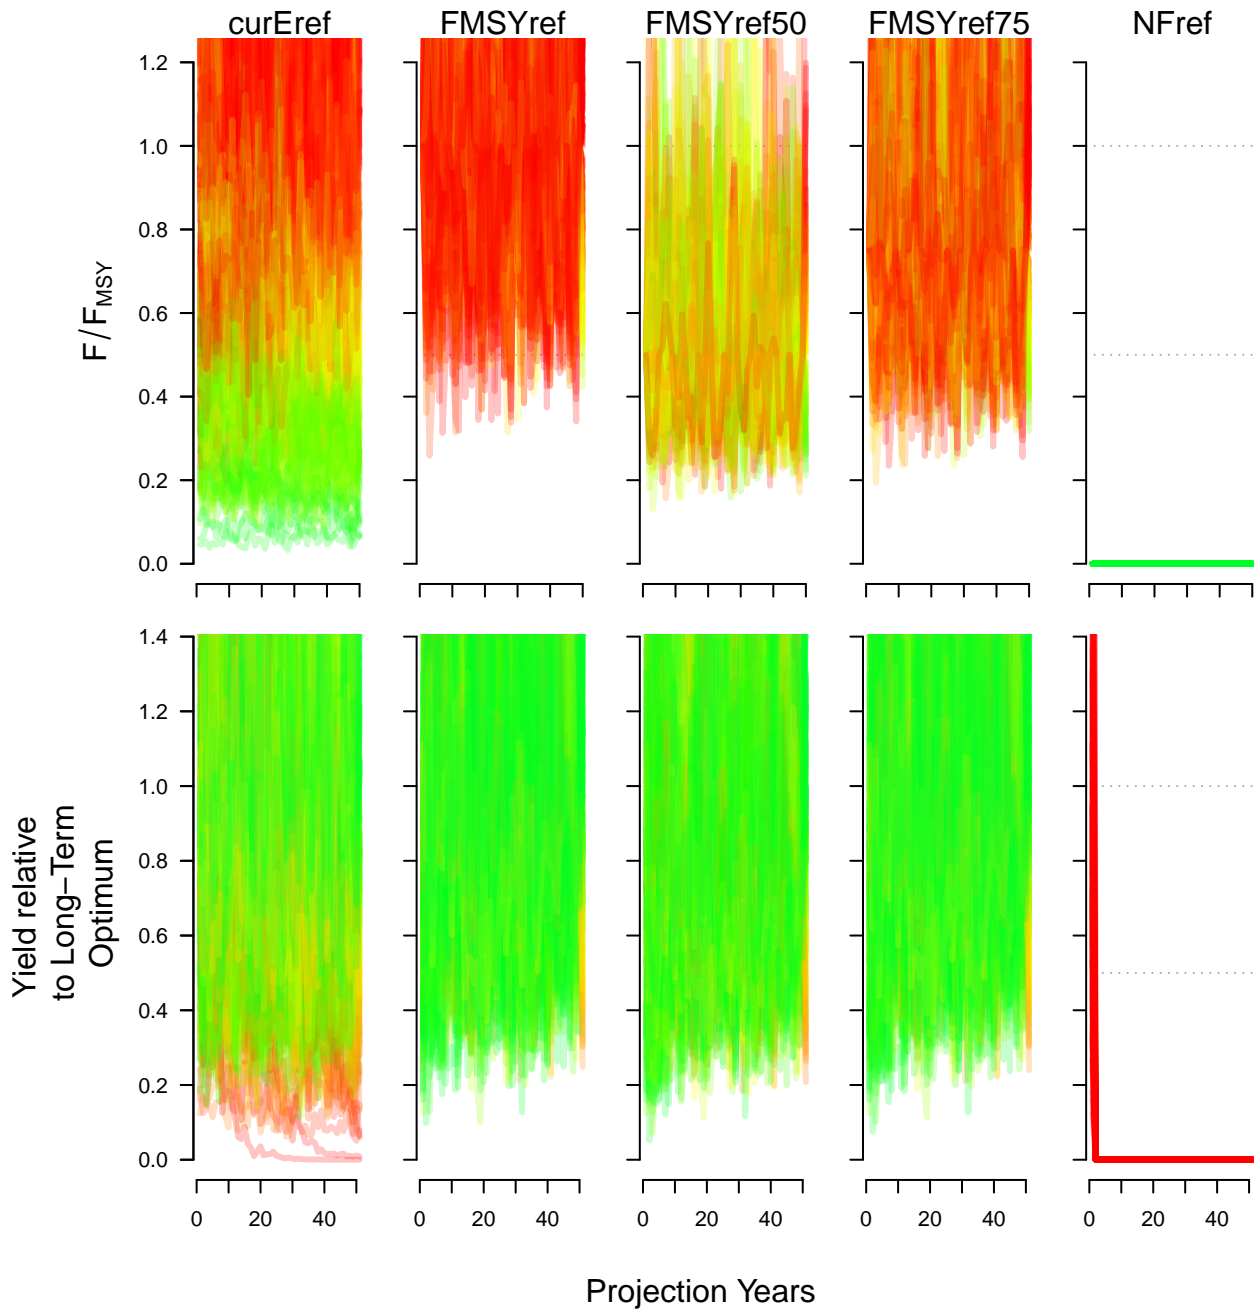 curEref FMSYref FMSYref50 FMSYref75 NFref
1.2
1.0
0.8
0.6
0.4
0.2
0.0
F/FMSY
1.4
1.2
1.0
0.8
0.6
0.4
0.2
0.0
Yield relative
to Long−Term
Optimum
0 20 40 0 20 40 0 20 40 0 20 40 0 20 40
Projection Years